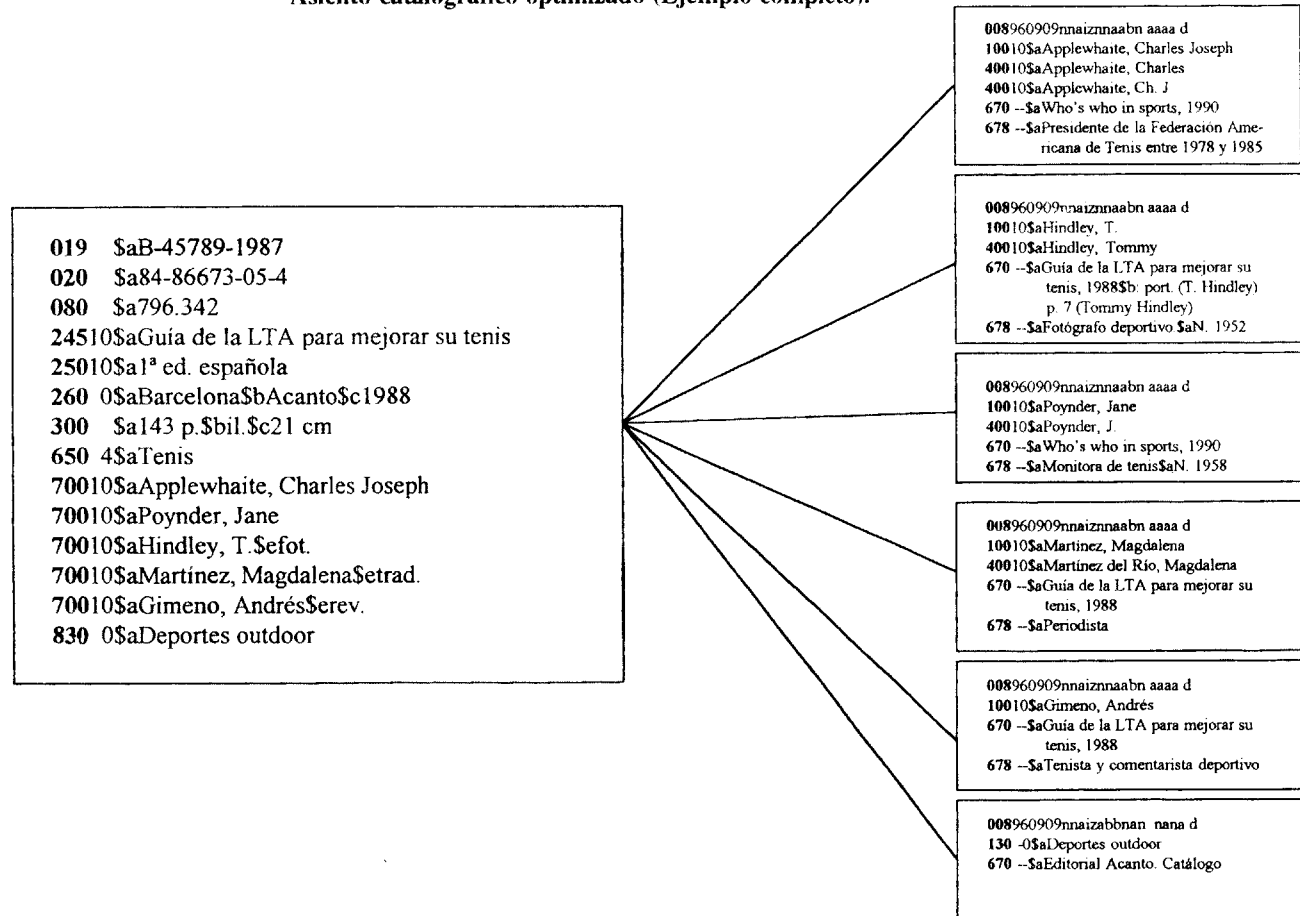 Asiento catalográfico optimizado (Ejemplo completo).
019 $aB-45789-1987
020 $a84-86673-05-4
080 $a796.342
24510$aGuía de la LTA para mejorar su tenis
25010$a1ª ed. española
260 0$aBarcelona$bAcanto$c1988
300 $a143 p.$bil.$c21 cm
650 4$aTenis
70010$aApplewhaite, Charles Joseph
70010$aPoynder, Jane
70010$aHindley, T.$efot.
70010$aMartínez, Magdalena$etrad.
70010$aGimeno, Andrés$erev.
830 0$aDeportes outdoor
008960909nnaiznnaabn aaaa d
10010$aApplewhaite, Charles Joseph
40010$aApplewhaite, Charles
40010$aApplewhaite, Ch. J
670 --$aWho's who in sports, 1990
678 --$aPresidente de la Federación Ame-
ricana de Tenis entre 1978 y 1985
008960909nnaiznnaabn aaaa d
10010$aHindley, T.
40010$aHindley, Tommy
670 --$aGuía de la LTA para mejorar su
tenis, 1988$b: port. (T. Hindley)
p. 7 (Tommy Hindley)
678 --$aFotógrafo deportivo $aN. 1952
008960909nnaiznnaabn aaaa d
10010$aPoynder, Jane
40010$aPoynder, J.
670 --$aWho's who in sports, 1990
678 --$aMonitora de tenis$aN. 1958
008960909nnaiznnaabn aaaa d
10010$aMartínez, Magdalena
40010$aMartínez del Río, Magdalena
670 --$aGuía de la LTA para mejorar su
tenis, 1988
678 --$aPeriodista
008960909nnaiznnaabn aaaa d
10010$aGimeno, Andrés
670 --$aGuía de la LTA para mejorar su
tenis, 1988
678 --$aTenista y comentarista deportivo
008960909nnaizabbnan nana d
130 -0$aDeportes outdoor
670 --$aEditorial Acanto. Catálogo